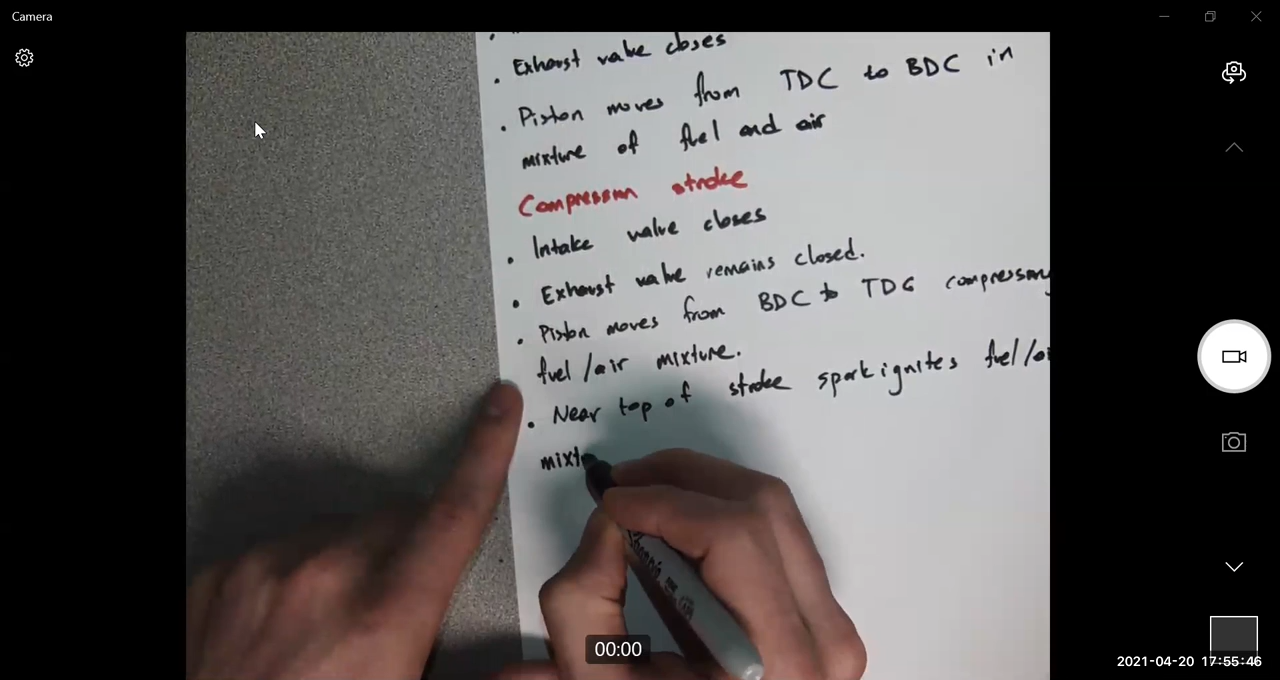 Camera
Exhaust valve closes
• Piston moves from TDC to BDC in
mixture of fuel and air
Compression stroke
• Intake valve closes
• Exhaust valve remains closed.
• Piston moves from BDC to TDC compressing
fuel/air mixture.
• Near top of stroke spark ignites fuel/ai
mixt
Sharpie
00:00
2021-04-20 17:55:46